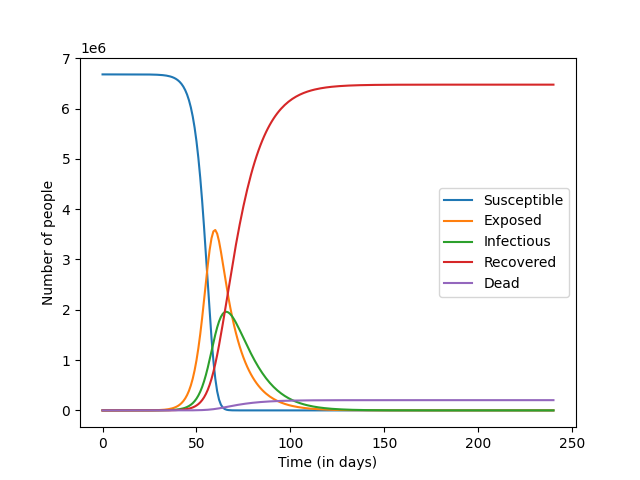 1e6
7
6
5
4
3
2
1
0
Number of people
Susceptible
Exposed
Infectious
Recovered
Dead
0 50 100 150 200 250
Time (in days)